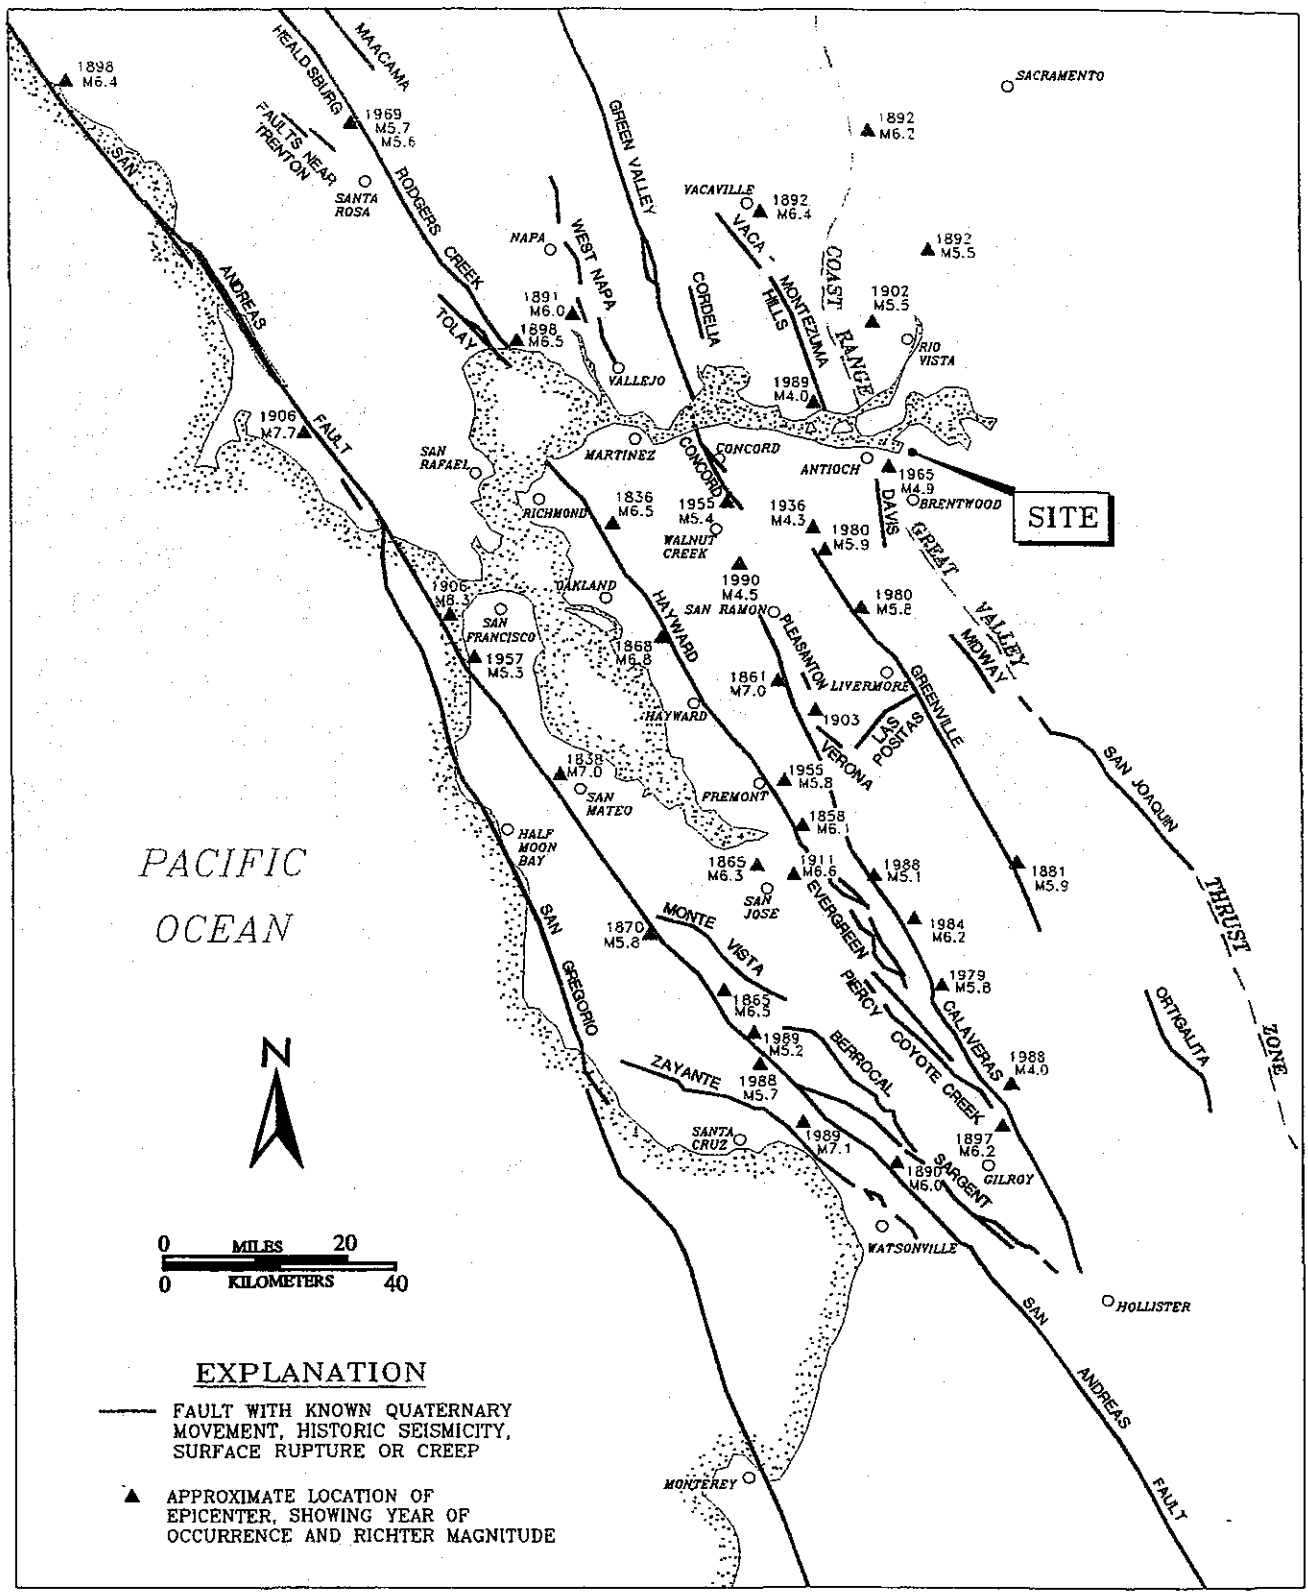 MAACAMA
HEALDSBURG
1898
M6.4
SACRAMENTO
1969
M5.7
M5.6
FAULTS NEAR
TRENTON
GREEN VALLEY
1892
M6.2
SAN
SANTA
ROSA
RODGERS CREEK
VACAVILLE
1892
M6.4
NAPA
WEST NAPA
VACA - MONTEZUMA
HILLS
1892
M5.5
COAST
RANGE
ANDREAS
CORDELIA
1891
M6.0
1902
M5.5
TOLAY
1898
M6.5
RIO
VISTA
VALLEJO
1989
M4.0
1906
M7.7
FAULT
SAN
RAFAEL
MARTINEZ
CONCORD
CONCORD
ANTIOCH
1965
M4.9
BRENTWOOD
SITE
RICHMOND
1836
M6.5
1955
M5.4
WALNUT
CREEK
1936
M4.3
DAVIS
1980
M5.9
GREAT
VALLEY
1990
M4.5
OAKLAND
SAN RAMON
1980
M5.8
1906
M8.3
SAN
FRANCISCO
HAYWARD
PLEASANTON
MIDWAY
1957
M5.3
1868
M6.8
1861
M7.0
LIVERMORE
GREENVILLE
HAYWARD
1903
LAS
POSITAS
VERONA
SAN JOAQUIN
1838
M7.0
SAN
MATEO
FREMONT
1955
M5.8
HALF
MOON
BAY
1858
M6.1
PACIFIC
OCEAN
1865
M6.3
1911
M6.6
1988
M5.1
1881
M5.9
SAN
JOSE
EVERGREEN
THRUST
SAN
GREGORIO
MONTE
VISTA
1870
M5.8
1984
M6.2
1979
M5.8
PIERCY
COYOTE CREEK
CALAVERAS
ORTIGALITA
ZONE
1865
M6.5
N
1989
M5.2
BERROCAL
ZAYANTE
1988
M5.7
1988
M4.0
SANTA
CRUZ
1989
M7.1
1897
M6.2
GILROY
1890
M6.0
SARGENT
WATSONVILLE
0 MILES 20
0 KILOMETERS 40
SAN
HOLLISTER
ANDREAS
FAULT
MONTEREY
EXPLANATION
FAULT WITH KNOWN QUATERNARY
MOVEMENT, HISTORIC SEISMICITY,
SURFACE RUPTURE OR CREEP
APPROXIMATE LOCATION OF
EPICENTER, SHOWING YEAR OF
OCCURRENCE AND RICHTER MAGNITUDE